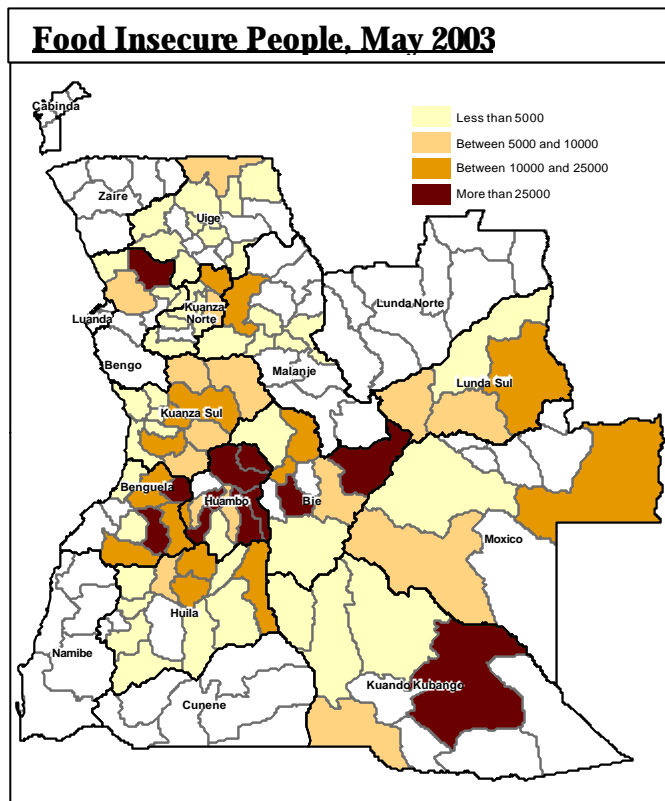 Food Insecure People, May 2003
Cabinda
Less than 5000
Between 5000 and 10000
Between 10000 and 25000
More than 25000
Zaire
Uige
Lunda Norte
Kuanza
Norte
Luanda
Bengo
Malanje
Lunda Sul
Kuanza Sul
Benguela
Huambo
Bie
Moxico
Huila
Namibe
Kuando Kubango
Cunene